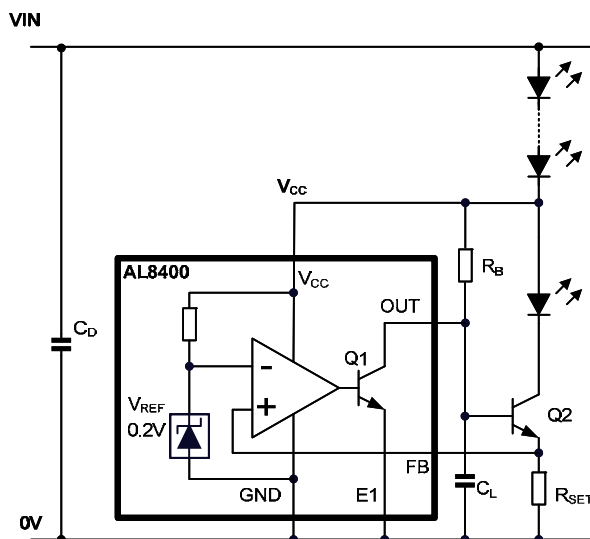 VIN
VCC
AL8400
VCC
RB
OUT
CD
Q1
-
VREF
0.2V
+
Q2
FB
GND
E1
CL
RSET
0V